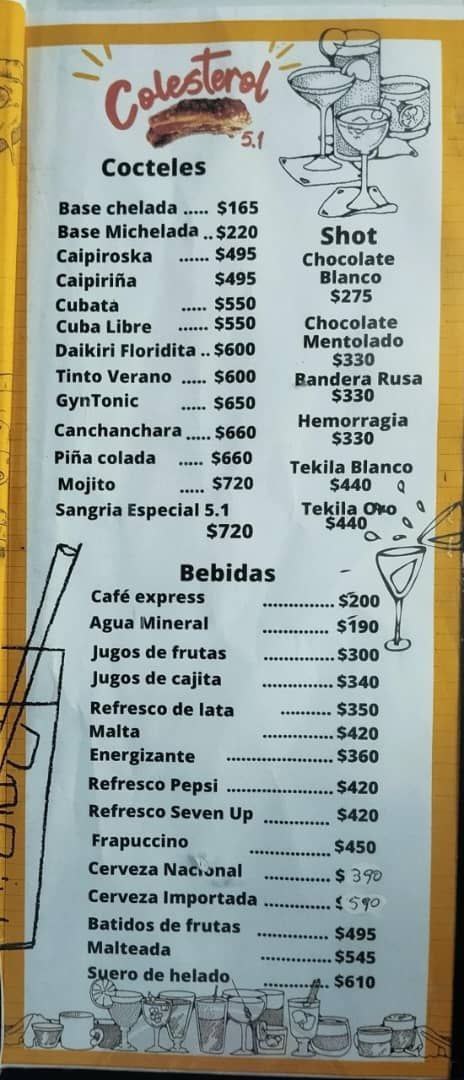 Colesterol
5.1
Cocteles
Base chelada ..... $165
Base Michelada .. $220
Caipiroska ...... $495
Caipiriña $495
Cubata ..... $550
Cuba Libre ...... $550
Daikiri Floridita .. $600
Tinto Verano ..... $600
GynTonic ..... $650
Canchanchara ..... $660
Piña colada ..... $660
Mojito ..... $720
Sangria Especial 5.1
$720
Shot
Chocolate
Blanco
$275
Chocolate
Mentolado
$330
Bandera Rusa
$330
Hemorragia
$330
Tekila Blanco
$440
Tekila Oro
$440
Bebidas
Café express .............. $200
Agua Mineral ............. $190
Jugos de frutas .............. $300
Jugos de cajita .............. $340
Refresco de lata .......... $350
Malta .............. $420
Energizante ..................... $360
Refresco Pepsi ..................... $420
Refresco Seven Up ............. $420
Frapuccino ................ $450
Cerveza Nacional ............. $ 390
Cerveza Importada ............. $ 590
Batidos de frutas .............. $495
Malteada .............. $545
Suero de helado ............. $610